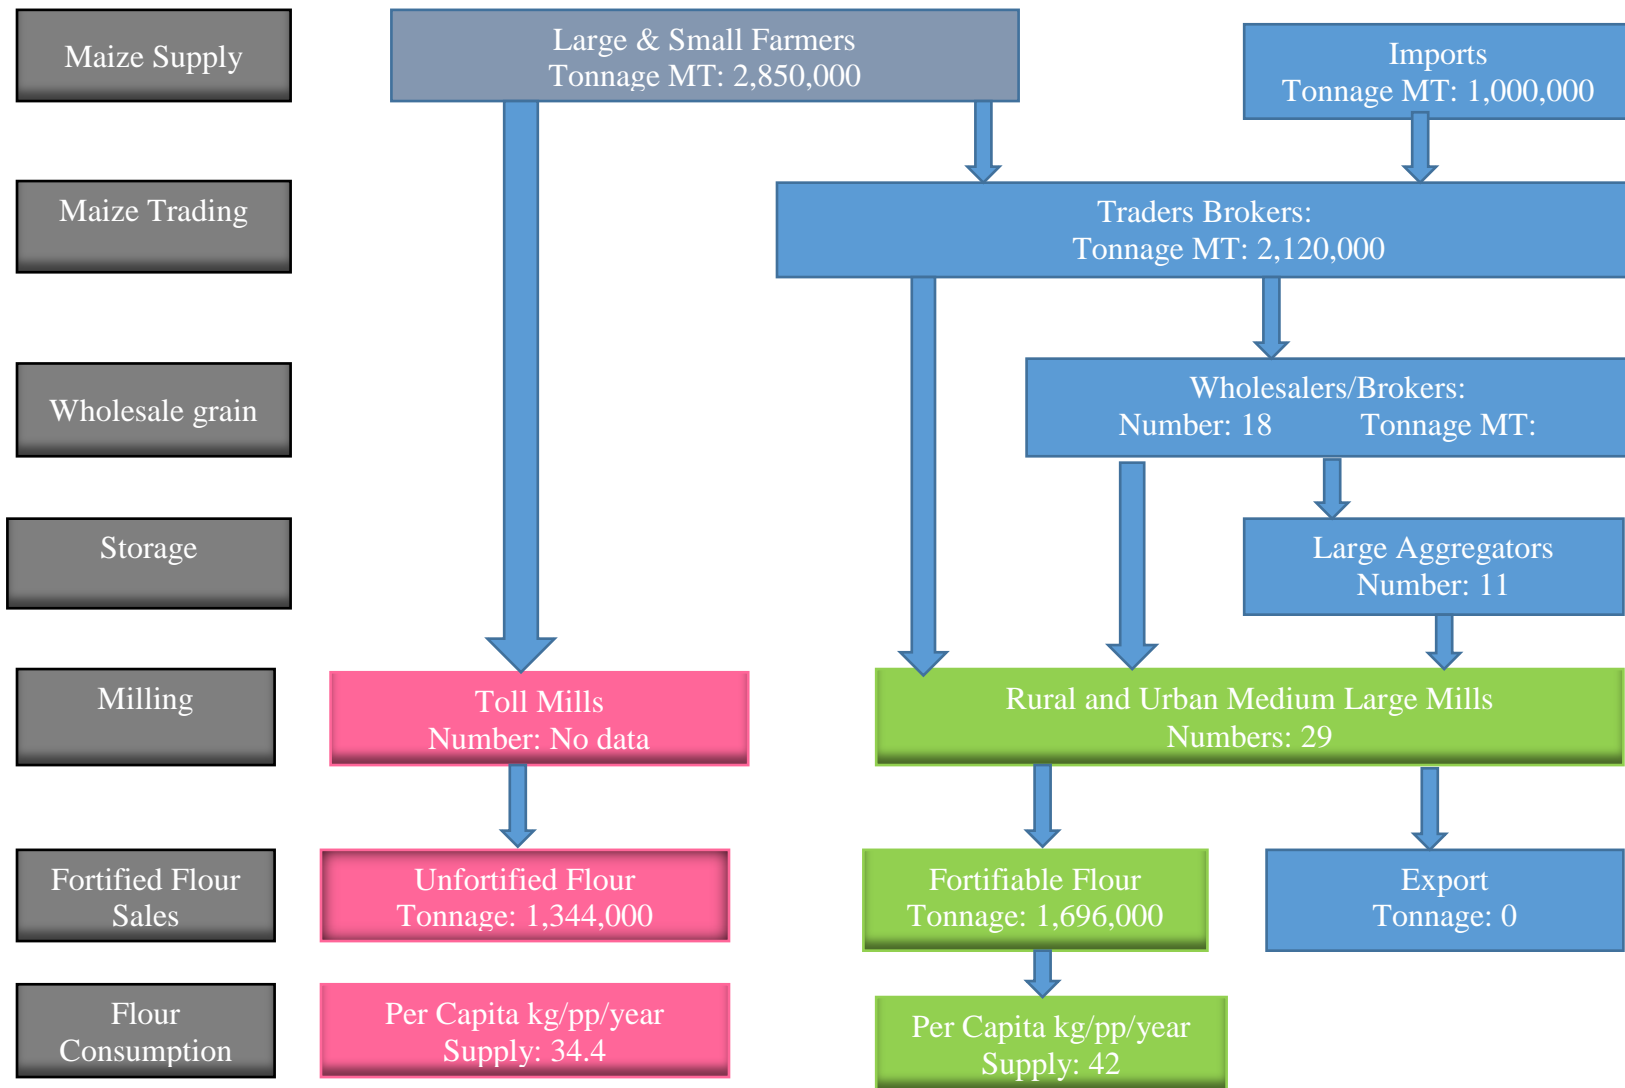 Maize Supply
Large & Small Farmers
Tonnage MT: 2,850,000
Imports
Tonnage MT: 1,000,000
Maize Trading
Traders Brokers:
Tonnage MT: 2,120,000
Wholesale grain
Wholesalers/Brokers:
Number: 18 Tonnage MT:
Storage
Large Aggregators
Number: 11
Milling
Toll Mills
Number: No data
Rural and Urban Medium Large Mills
Numbers: 29
Fortified Flour
Sales
Unfortified Flour
Tonnage: 1,344,000
Fortifiable Flour
Tonnage: 1,696,000
Export
Tonnage: 0
Flour
Consumption
Per Capita kg/pp/year
Supply: 34.4
Per Capita kg/pp/year
Supply: 42